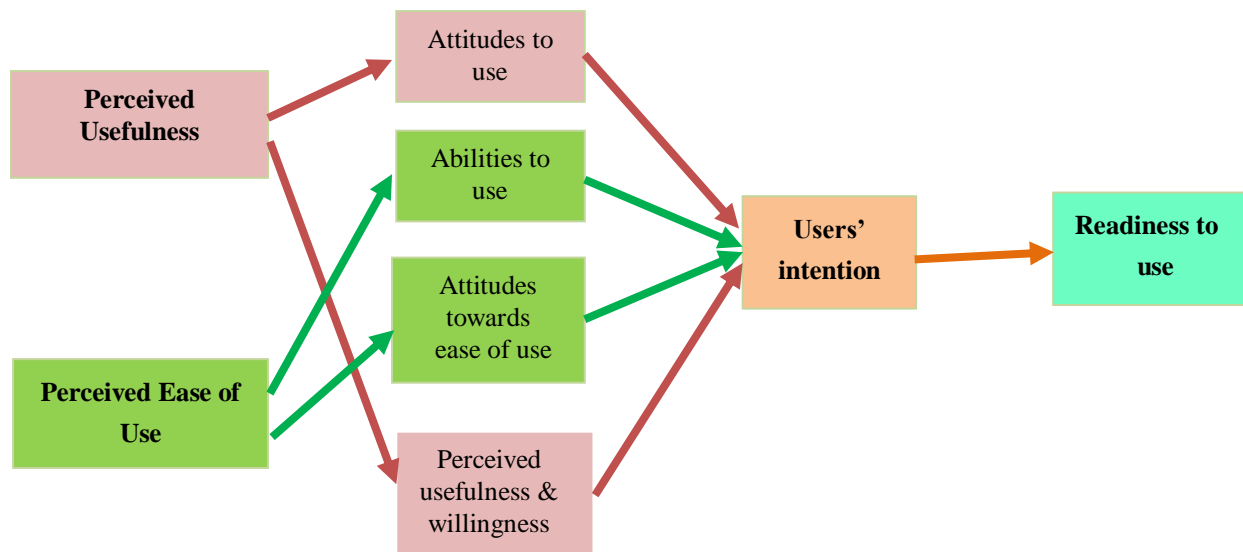 Perceived
Usefulness
Perceived Ease of
Use
Attitudes to
use
Abilities to
use
Attitudes
towards
ease of use
Perceived
usefulness &
willingness
Users’
intention
Readiness to
use